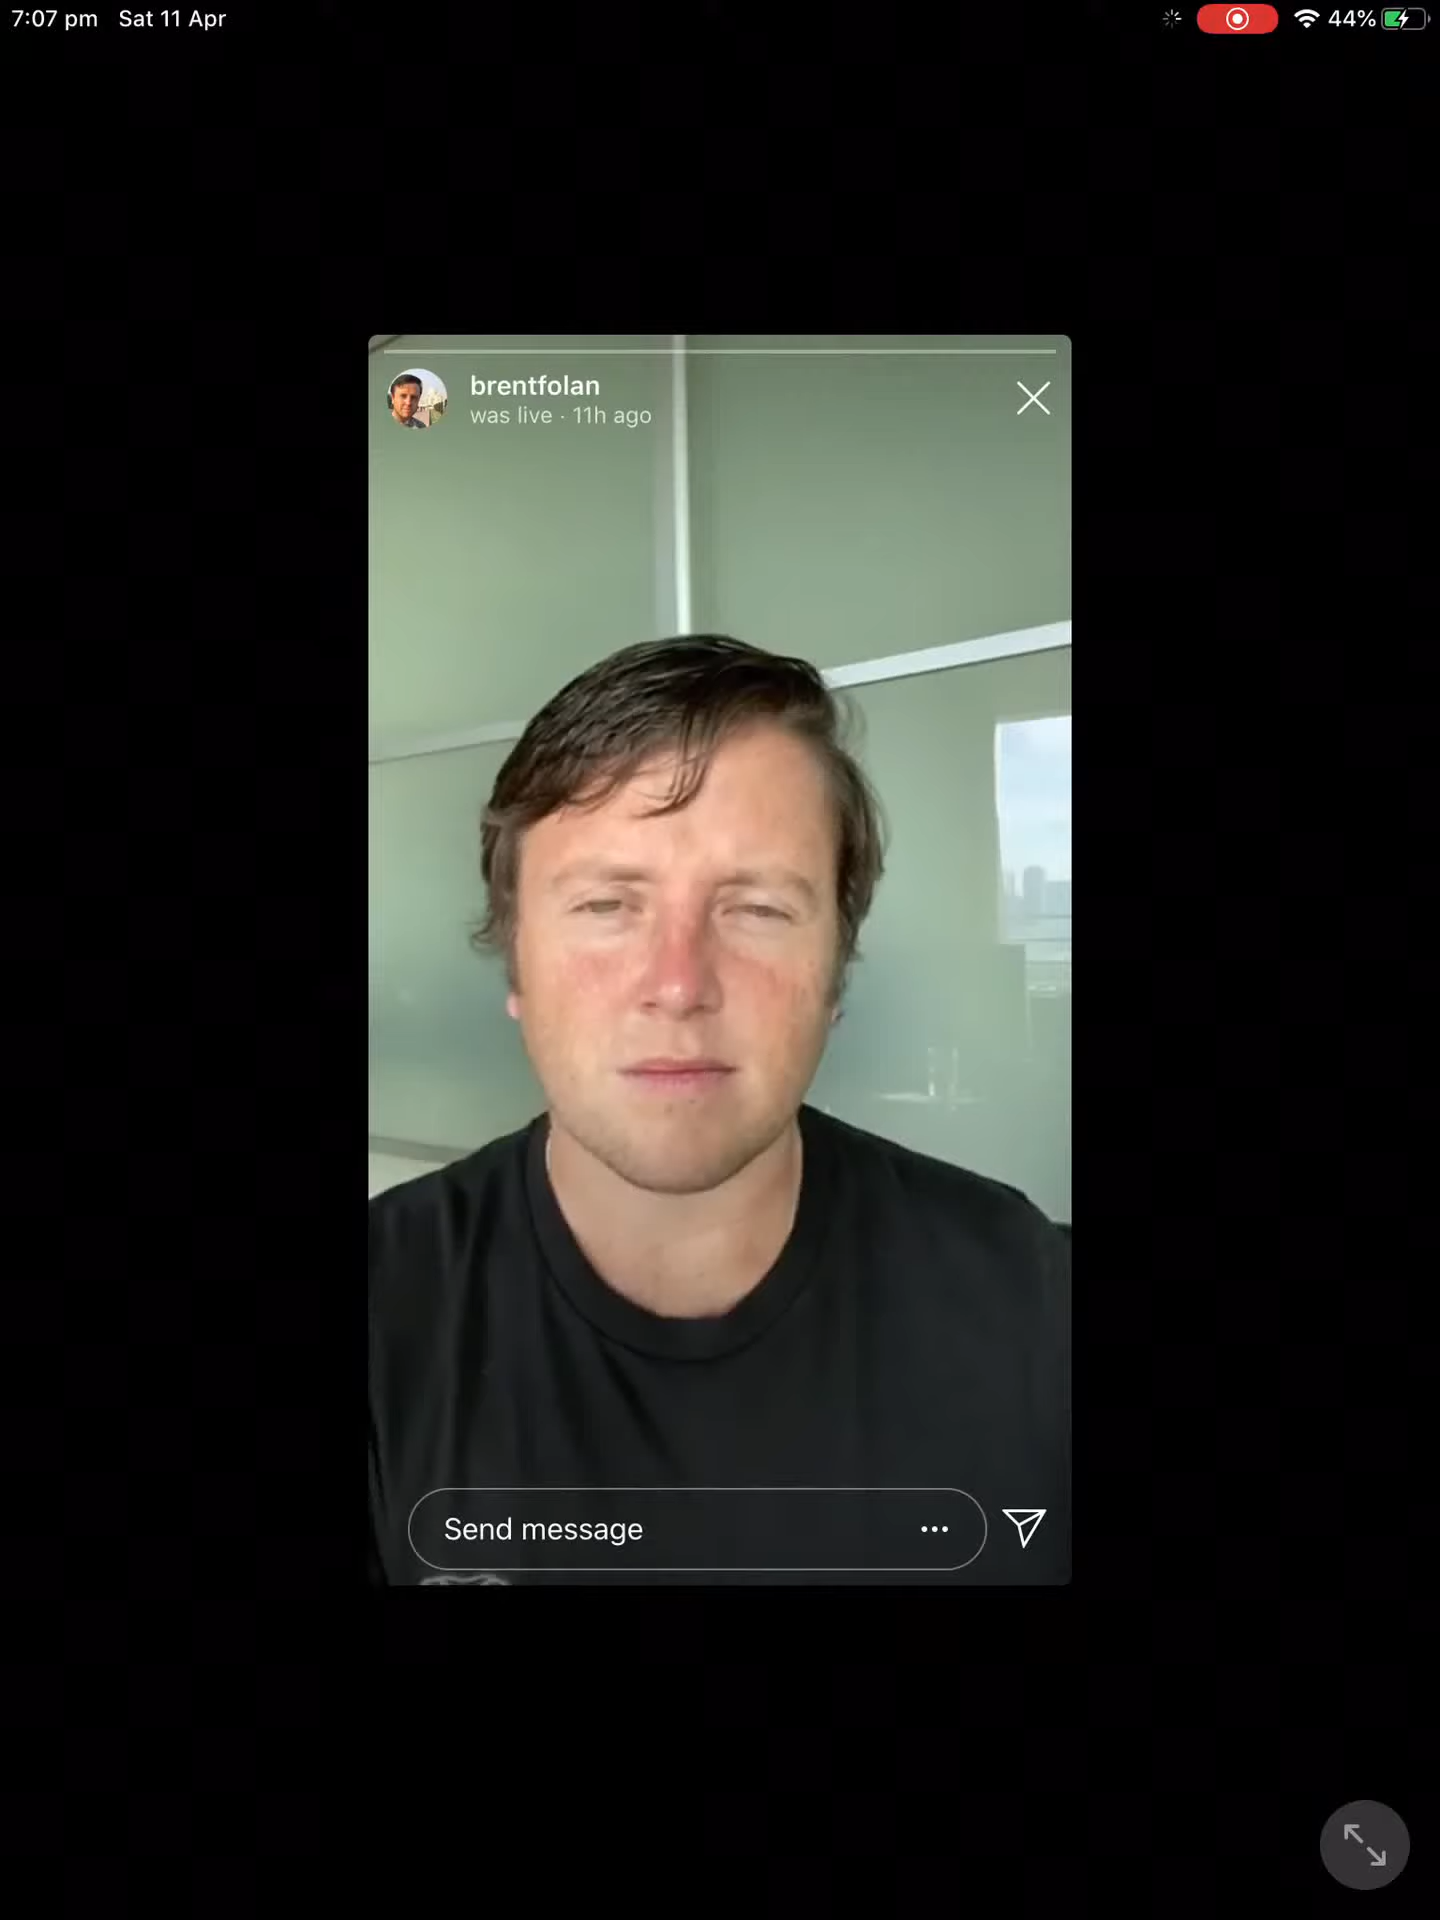 7:07 pm Sat 11 Apr
44%
brentfolan
was live · 11h ago
Send message